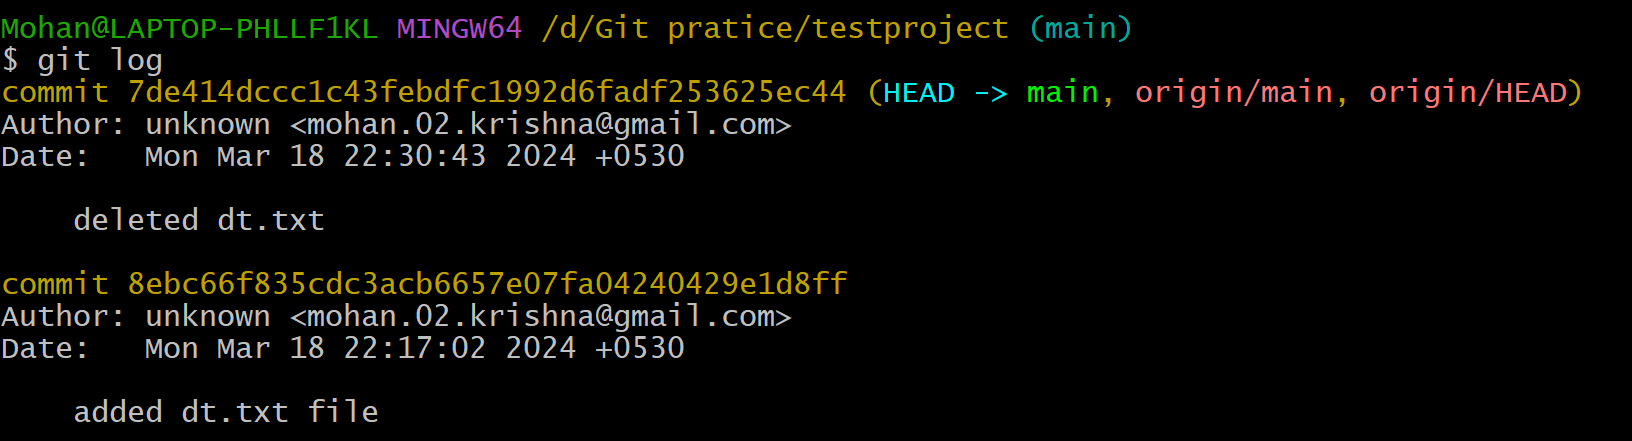 Mohan@LAPTOP-PHLLF1KL MINGW64 /d/Git pratice/testproject (main)
$ git log
commit 7de414dccc1c43febdfc1992d6fadf253625ec44 (HEAD -> main, origin/main, origin/HEAD)
Author: unknown <mohan.02.krishna@gmail.com>
Date:   Mon Mar 18 22:30:43 2024 +0530
    deleted dt.txt
commit 8ebc66f835cdc3acb6657e07fa04240429e1d8ff
Author: unknown <mohan.02.krishna@gmail.com>
Date:   Mon Mar 18 22:17:02 2024 +0530
    added dt.txt file